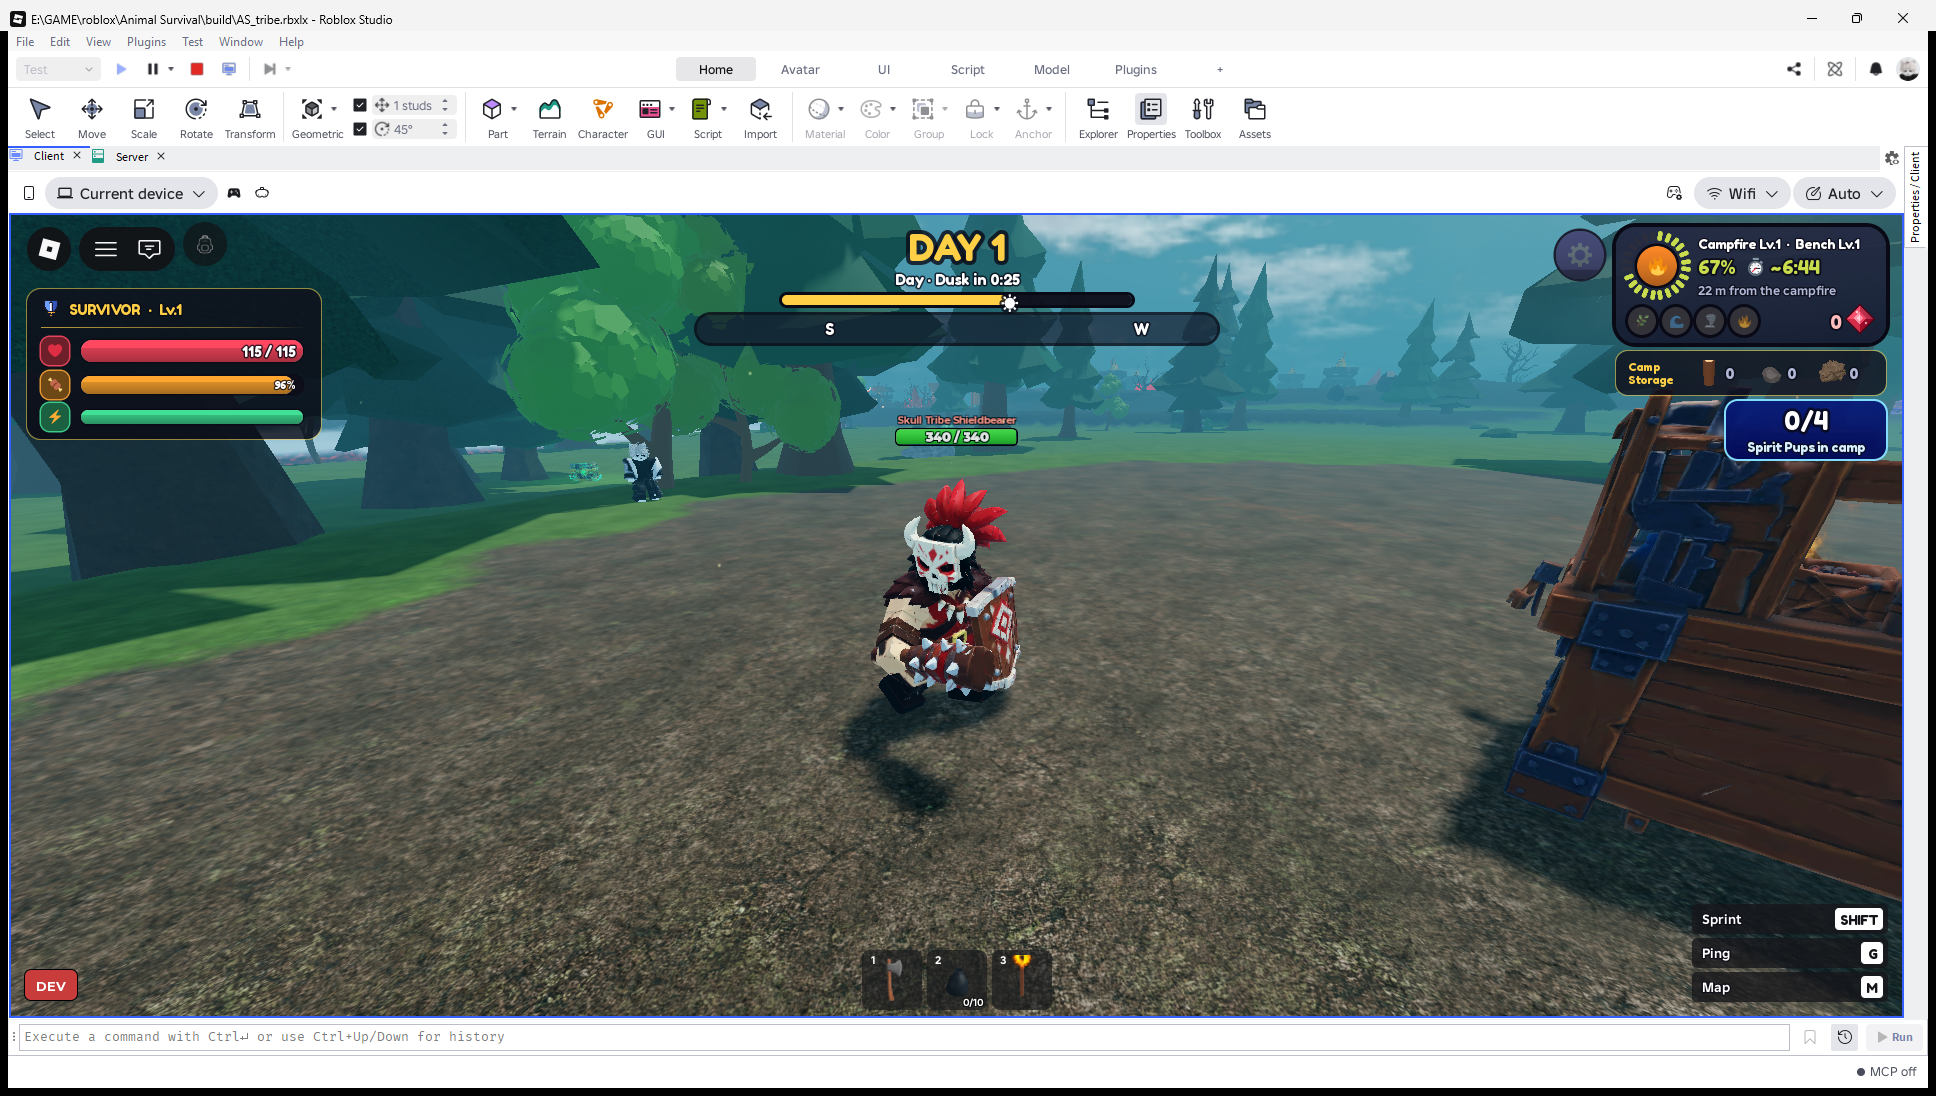 E:\GAME\roblox\Animal Survival\build\AS_tribe.rbxlx - Roblox Studio
File Edit View Plugins Test Window Help
Test
Home Avatar UI Script Model Plugins +
1 studs
45°
Select Move Scale Rotate Transform Geometric Part Terrain Character GUI Script Import Material Color Group Lock Anchor Explorer Properties Toolbox Assets
Client Server
Properties / Client
Current device
Wifi Auto
DAY 1
Day · Dusk in 0:25
S W
SURVIVOR · Lv.1
115 / 115
96%
Campfire Lv.1 · Bench Lv.1
67% ~6:44
22 m from the campfire
0
Camp Storage 0 0 0
0/4
Spirit Pups in camp
Skull Tribe Shieldbearer
340 / 340
Sprint SHIFT
Ping G
Map M
DEV
1 2 3
0/10
Execute a command with Ctrl↵ or use Ctrl+Up/Down for history
Run
MCP off